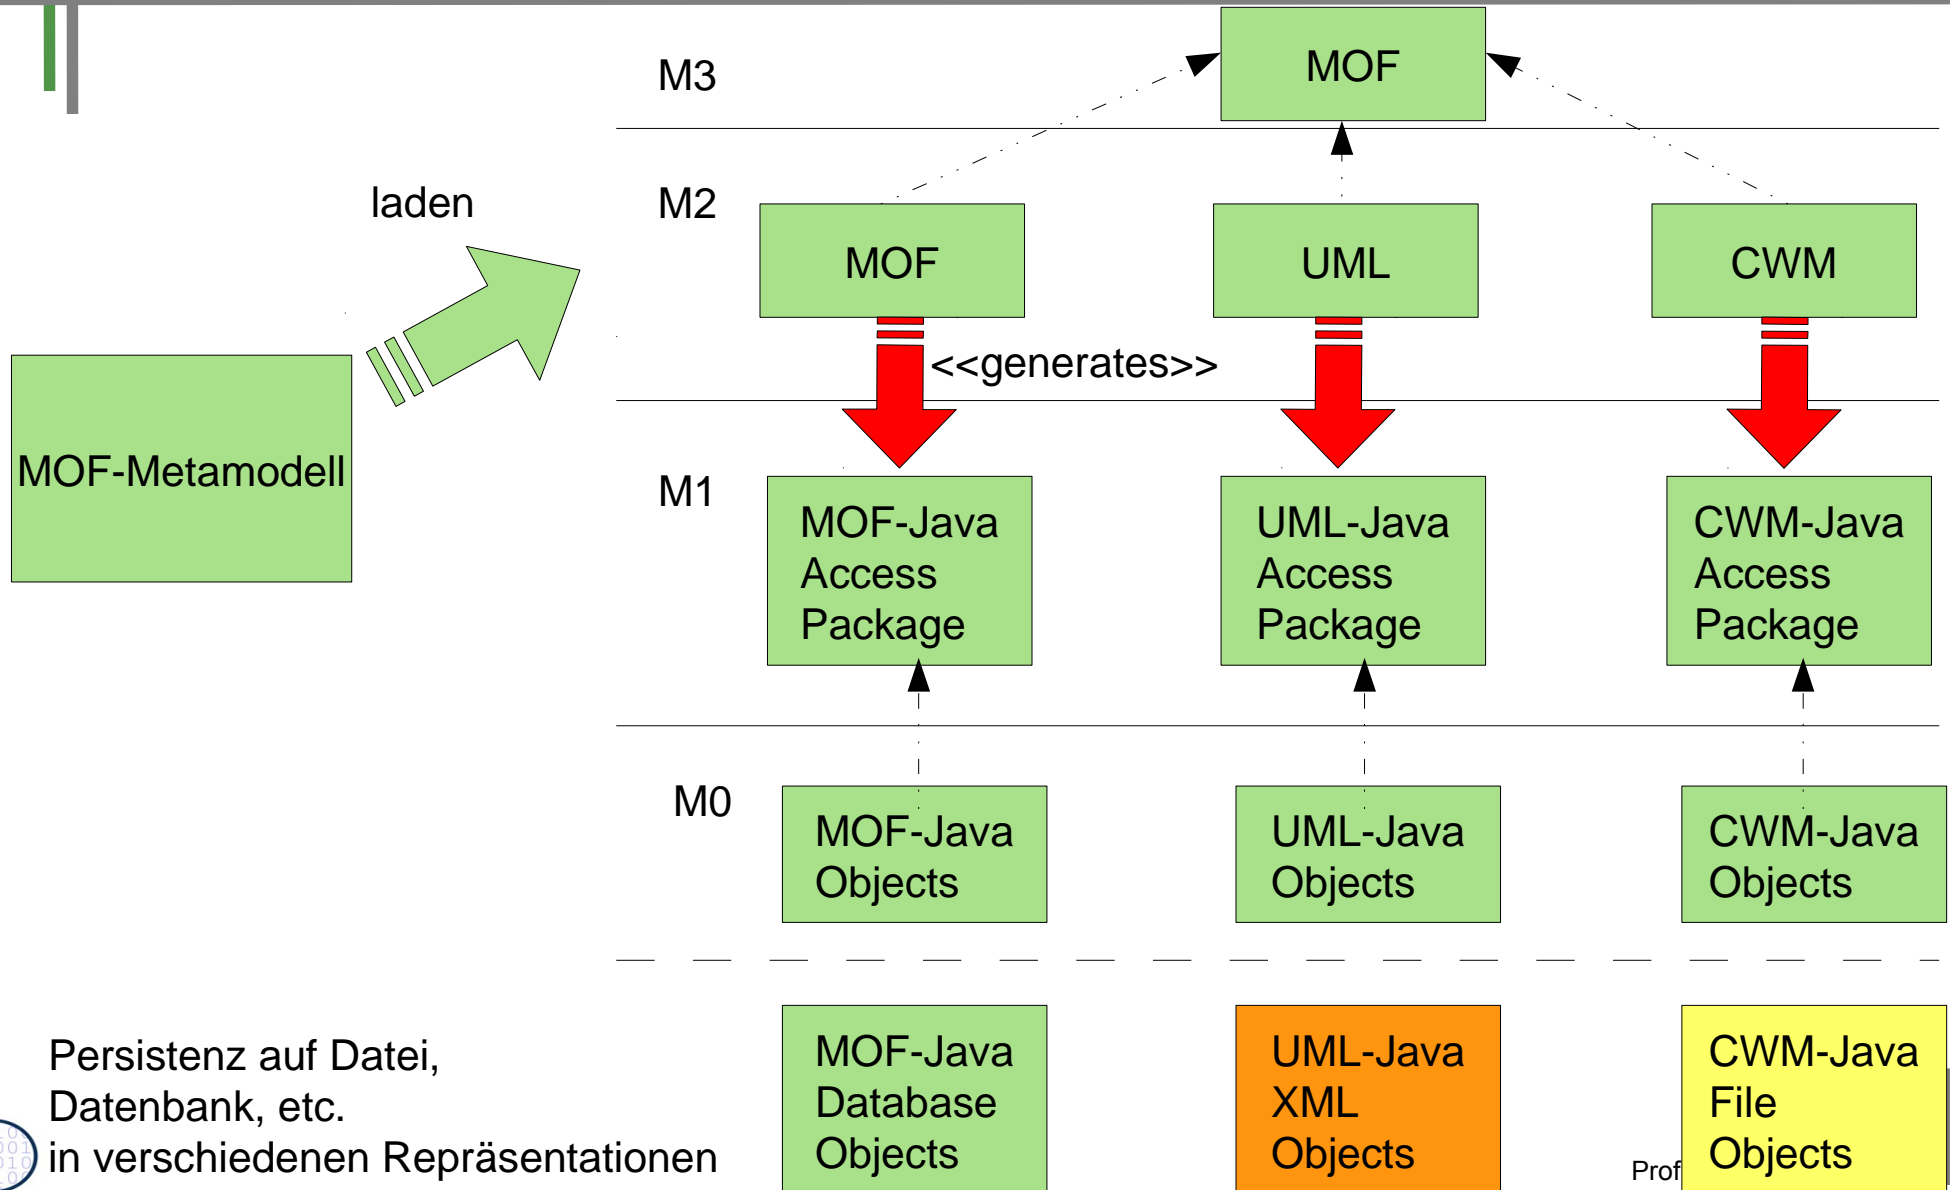 M3
MOF
laden
M2
MOF
UML
CWM
<<generates>>
MOF-Metamodell
M1
MOF-Java
Access
Package
UML-Java
Access
Package
CWM-Java
Access
Package
M0
MOF-Java
Objects
UML-Java
Objects
CWM-Java
Objects
Persistenz auf Datei,
Datenbank, etc.
in verschiedenen Repräsentationen
MOF-Java
Database
Objects
UML-Java
XML
Objects
CWM-Java
File
Objects
Prof